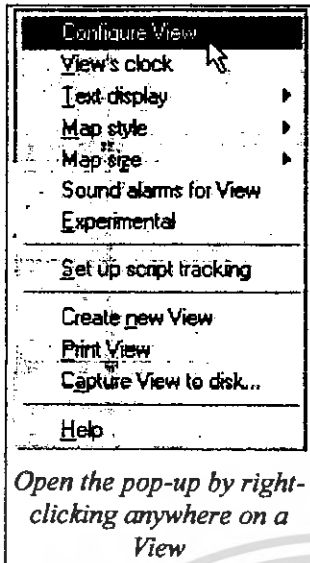 Configure View
View's clock
Text display
Map style
Map size
Sound alarms for View
Experimental
Set up script tracking
Create new View
Print View
Capture View to disk...
Help
Open the pop-up by right-
clicking anywhere on a
View